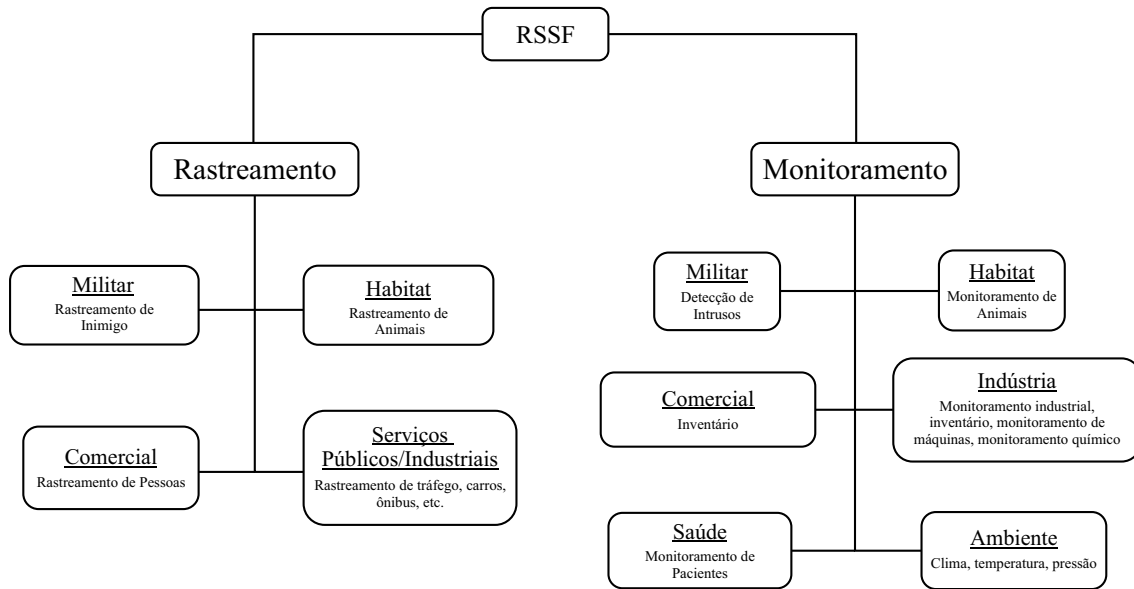 RSSF
Rastreamento
Monitoramento
Militar
Rastreamento de
Inimigo
Habitat
Rastreamento de
Animais
Comercial
Rastreamento de Pessoas
Serviços
Públicos/Industriais
Rastreamento de tráfego, carros,
ônibus, etc.
Militar
Detecção de
Intrusos
Habitat
Monitoramento de
Animais
Comercial
Inventário
Indústria
Monitoramento industrial,
inventário, monitoramento de
máquinas, monitoramento químico
Saúde
Monitoramento de
Pacientes
Ambiente
Clima, temperatura, pressão